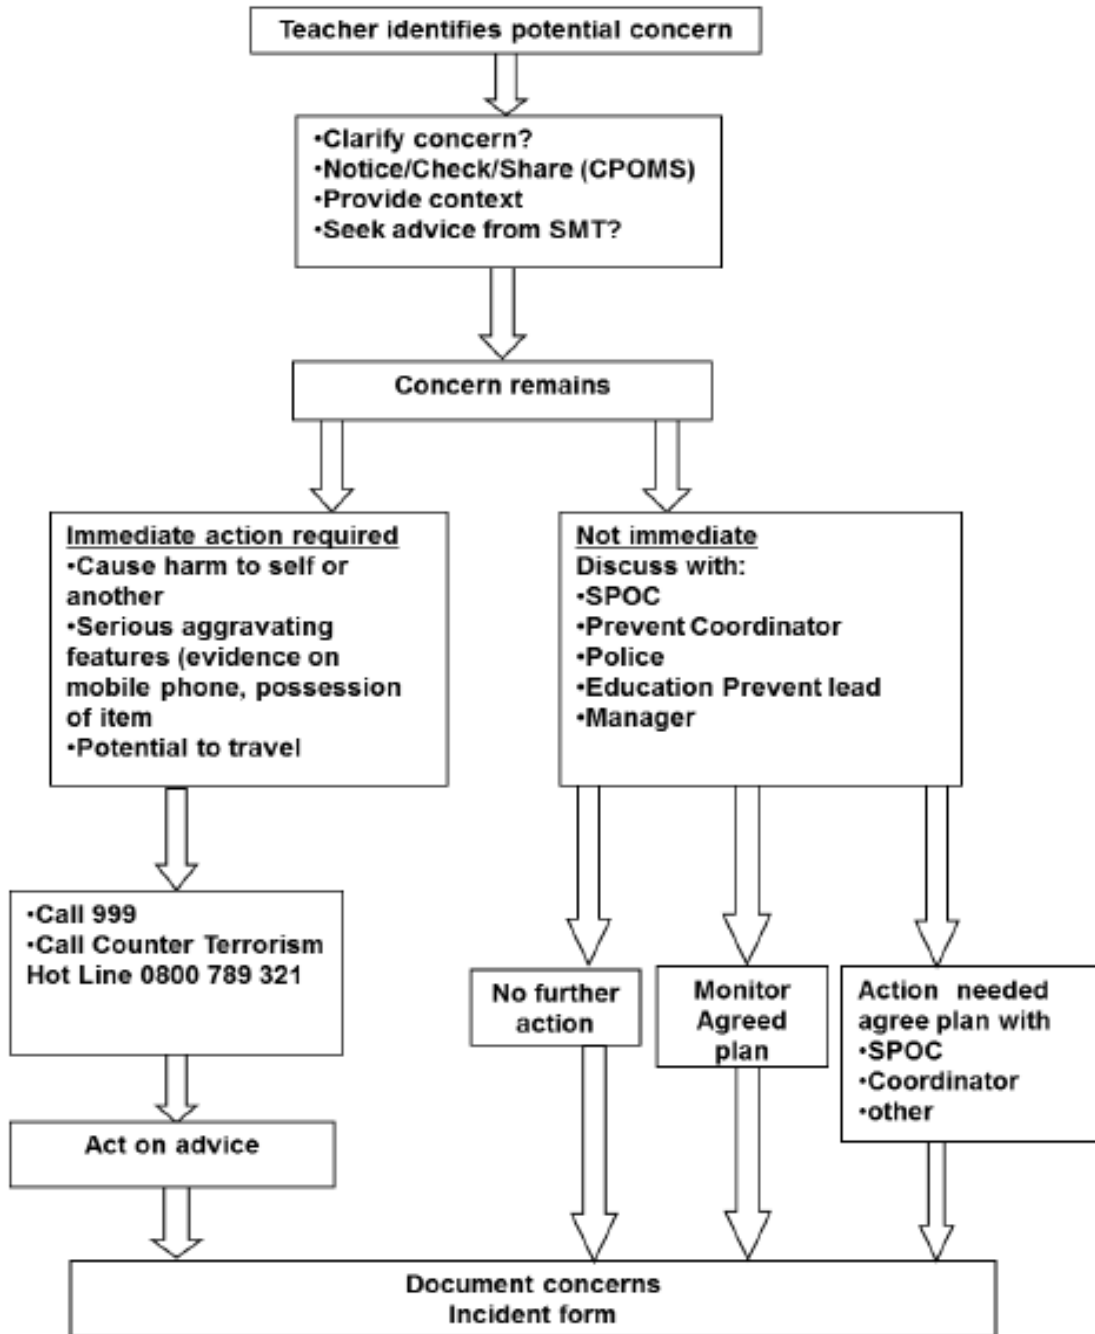 Teacher identifies potential concern
•Clarify concern?
•Notice/Check/Share (CPOMS)
•Provide context
•Seek advice from SMT?
Concern remains
Immediate action required
•Cause harm to self or
another
•Serious aggravating
features (evidence on
mobile phone, possession
of item
•Potential to travel
Not immediate
Discuss with:
•SPOC
•Prevent Coordinator
•Police
•Education Prevent lead
•Manager
•Call 999
•Call Counter Terrorism
Hot Line 0800 789 321
No further
action
Monitor
Agreed
plan
Action needed
agree plan with
•SPOC
•Coordinator
•other
Act on advice
Document concerns
Incident form